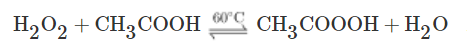 H₂O₂ + CH₃COOH ⇌[60°C] CH₃COOOH + H₂O